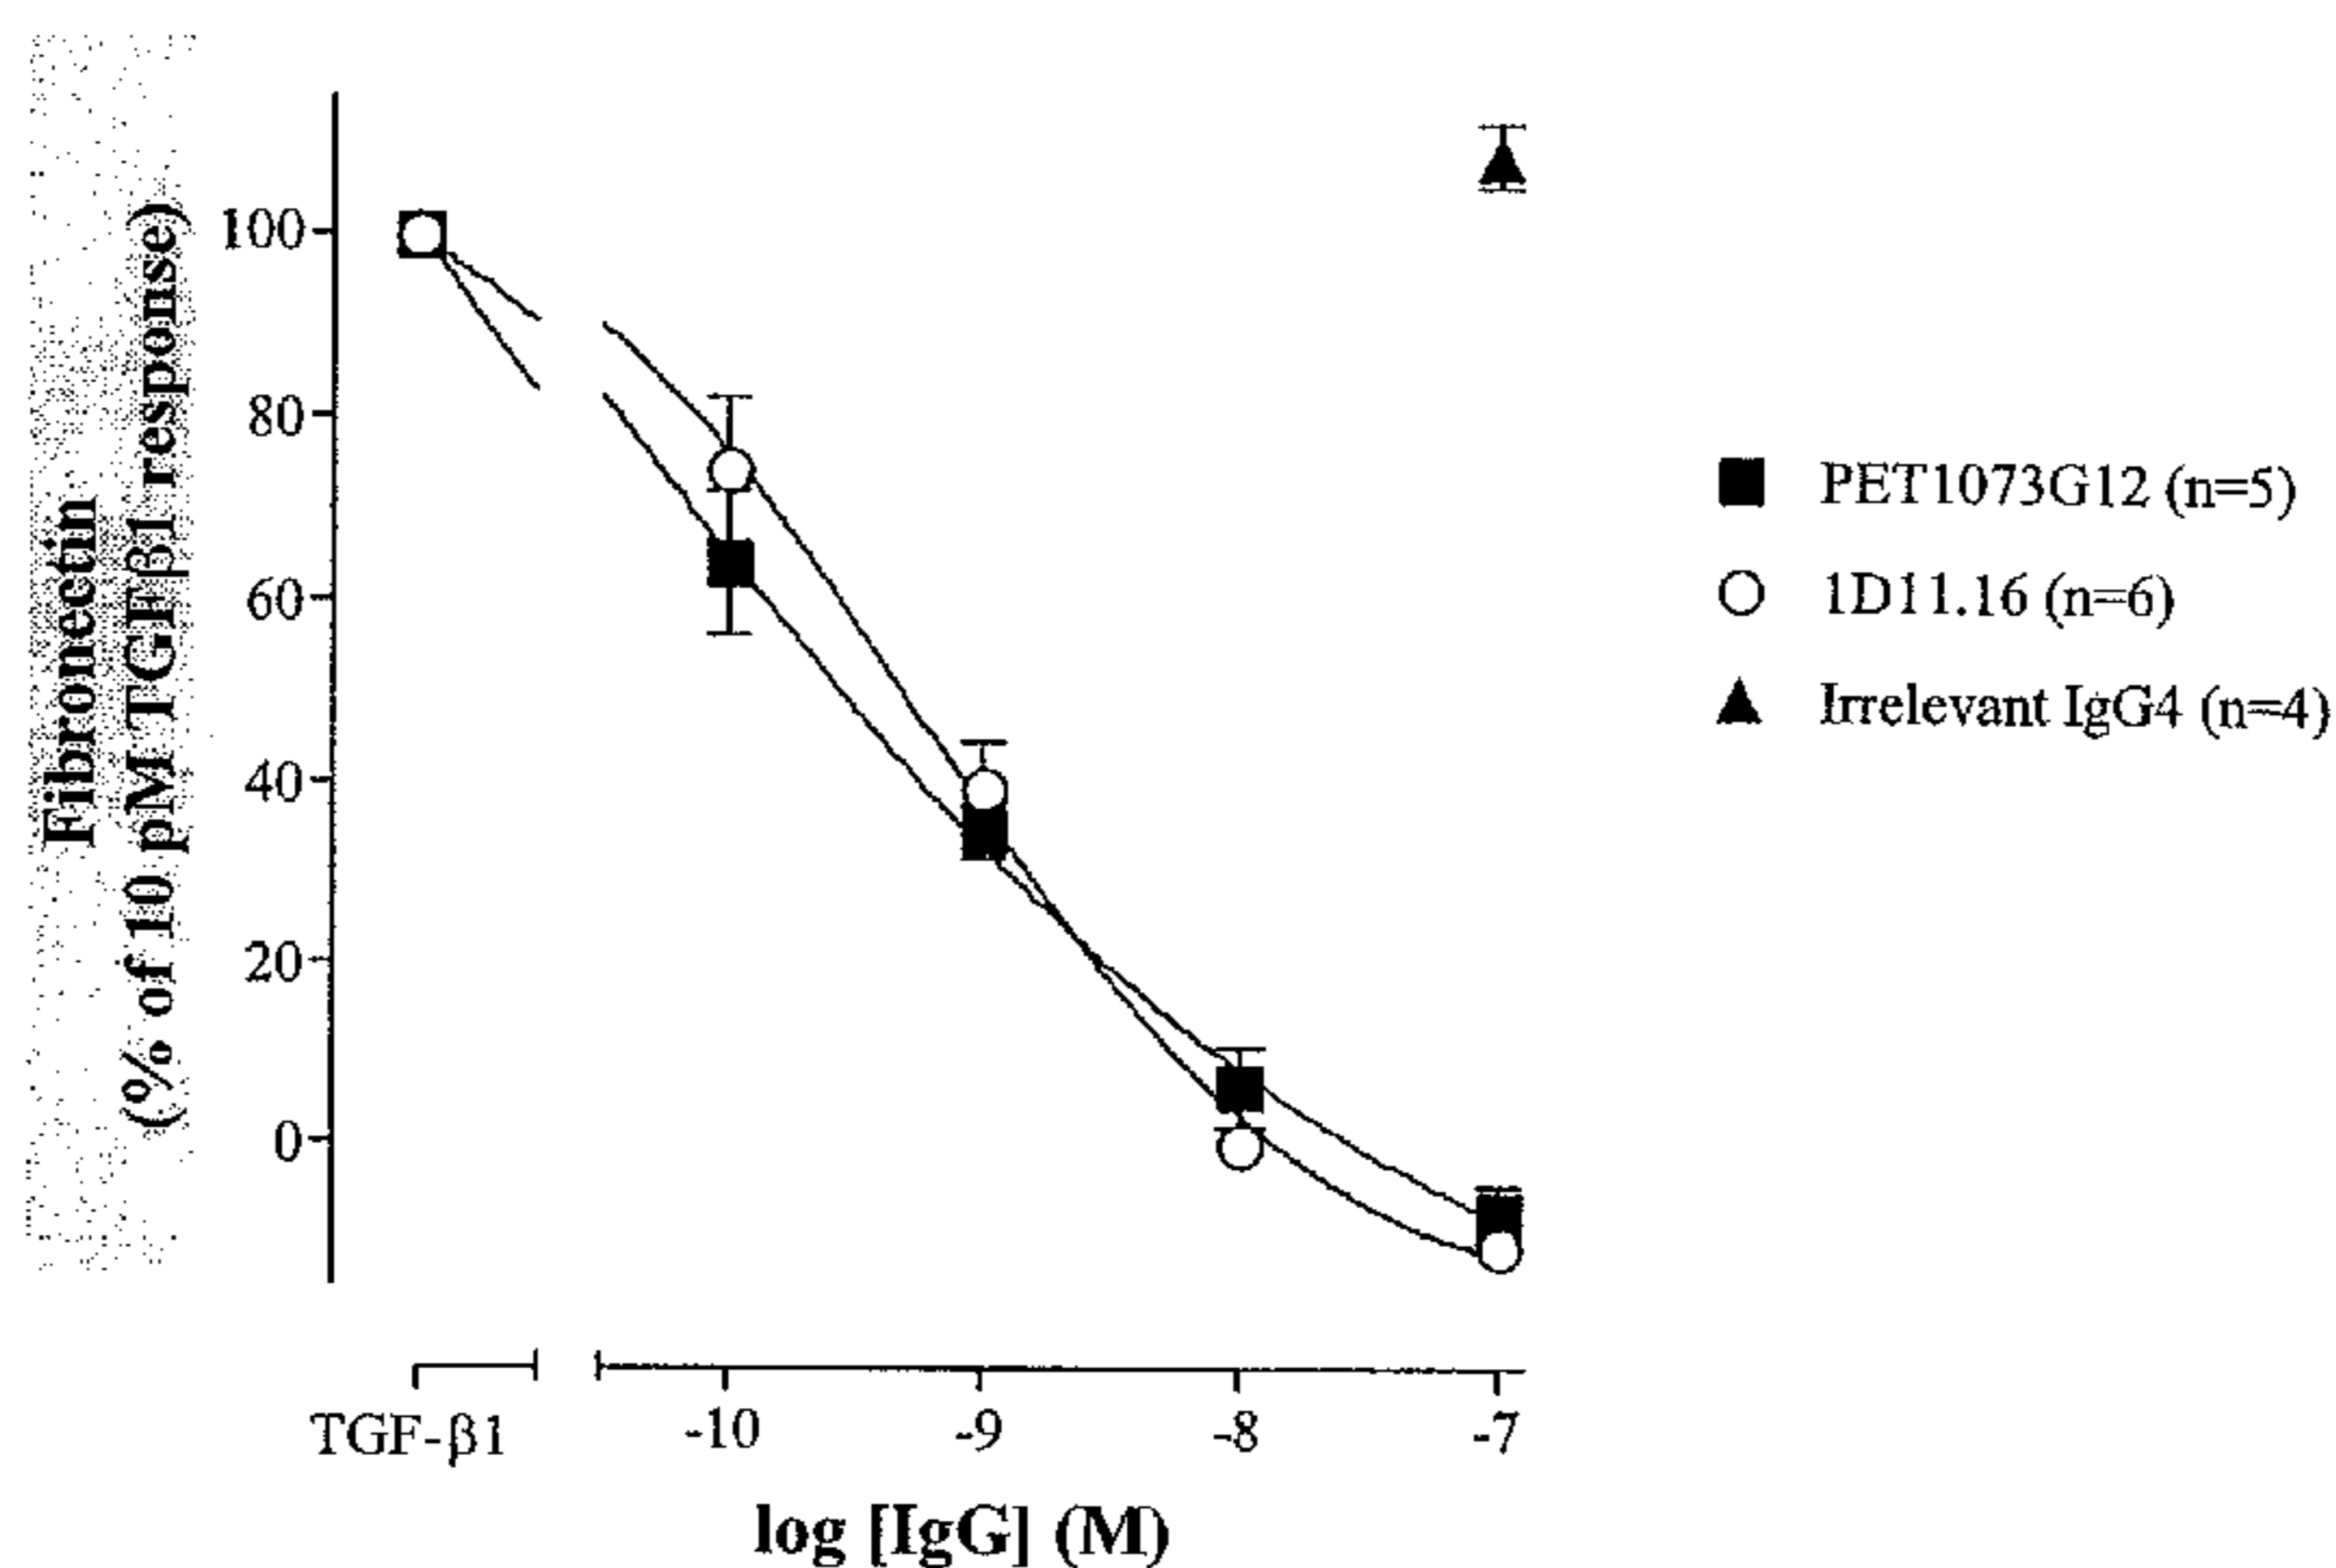 Fibronectin
(% of 10 pM TGFβ1 response)
100
80
60
40
20
0
PET1073G12 (n=5)
1D11.16 (n=6)
Irrelevant IgG4 (n=4)
TGF-β1 -10 -9 -8 -7
log [IgG] (M)